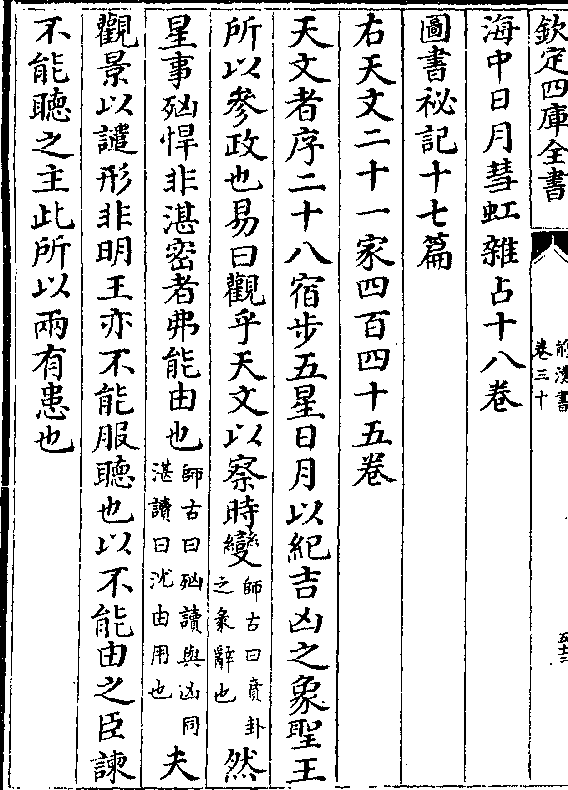 欽定四庫全書
前漢書
卷三十
海中日月彗虹雜占十八卷
圖書祕記十七篇
右天文二十一家四百四十五卷
天文者序二十八宿步五星日月以紀吉凶之象聖王
所以參政也易曰觀乎天文以察時變師古曰賁卦之彖辭也然
星事㐫悍非湛密者弗能由也師古曰㐫讀與凶同湛讀曰沈由用也夫
觀景以譴形非明王亦不能服聽也以不能由之臣諫
不能聽之主此所以兩有患也